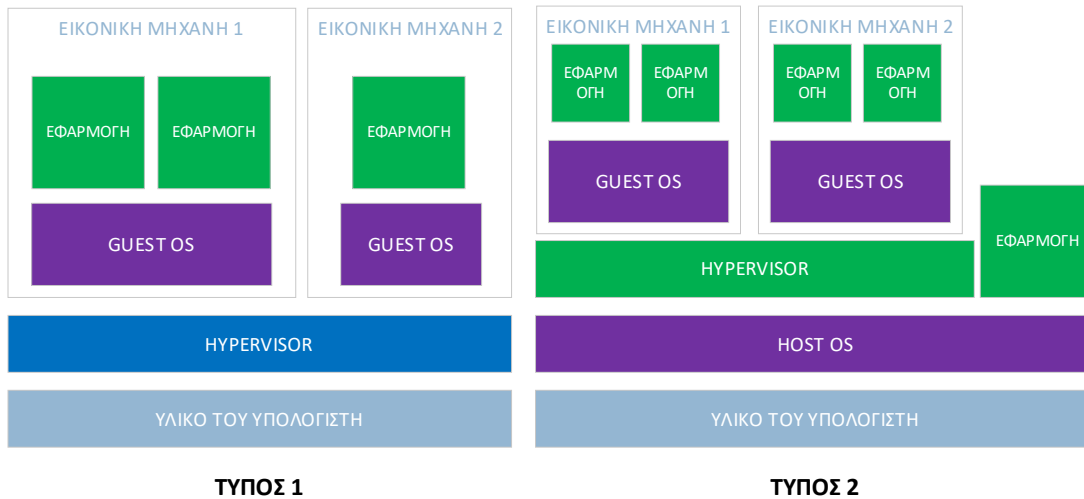 ΕΙΚΟΝΙΚΗ ΜΗΧΑΝΗ 1
ΕΦΑΡΜΟΓΗ
ΕΦΑΡΜΟΓΗ
GUEST OS
ΕΙΚΟΝΙΚΗ ΜΗΧΑΝΗ 2
ΕΦΑΡΜΟΓΗ
GUEST OS
HYPERVISOR
ΥΛΙΚΟ ΤΟΥ ΥΠΟΛΟΓΙΣΤΗ
ΤΥΠΟΣ 1
ΕΙΚΟΝΙΚΗ ΜΗΧΑΝΗ 1
ΕΦΑΡΜ
ΟΓΗ
ΕΦΑΡΜ
ΟΓΗ
GUEST OS
ΕΙΚΟΝΙΚΗ ΜΗΧΑΝΗ 2
ΕΦΑΡΜ
ΟΓΗ
ΕΦΑΡΜ
ΟΓΗ
GUEST OS
HYPERVISOR
ΕΦΑΡΜΟΓΗ
HOST OS
ΥΛΙΚΟ ΤΟΥ ΥΠΟΛΟΓΙΣΤΗ
ΤΥΠΟΣ 2